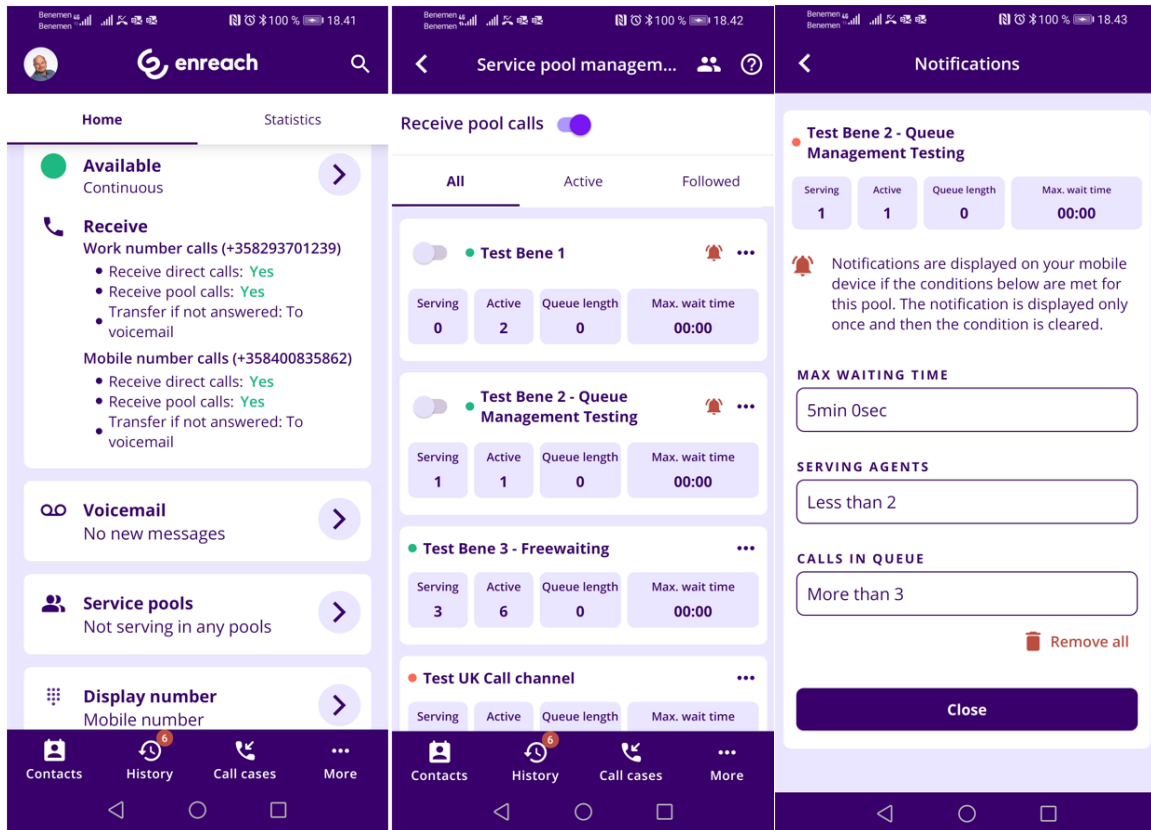 Benemen
Benemen
100 % 18.41
enreach
Home Statistics
Available
Continuous
Receive
Work number calls (+358293701239)
• Receive direct calls: Yes
• Receive pool calls: Yes
• Transfer if not answered: To
voicemail
Mobile number calls (+358400835862)
• Receive direct calls: Yes
• Receive pool calls: Yes
• Transfer if not answered: To
voicemail
Voicemail
No new messages
Service pools
Not serving in any pools
Display number
Mobile number
6
Contacts History Call cases More
Benemen
Benemen
100 % 18.42
Service pool managem...
Receive pool calls
All Active Followed
Test Bene 1
Serving Active Queue length Max. wait time
0 2 0 00:00
Test Bene 2 - Queue
Management Testing
Serving Active Queue length Max. wait time
1 1 0 00:00
Test Bene 3 - Freewaiting
Serving Active Queue length Max. wait time
3 6 0 00:00
Test UK Call channel
Serving Active Queue length Max. wait time
6
Contacts History Call cases More
Benemen
Benemen
100 % 18.43
Notifications
Test Bene 2 - Queue
Management Testing
Serving Active Queue length Max. wait time
1 1 0 00:00
Notifications are displayed on your mobile
device if the conditions below are met for
this pool. The notification is displayed only
once and then the condition is cleared.
MAX WAITING TIME
5min 0sec
SERVING AGENTS
Less than 2
CALLS IN QUEUE
More than 3
Remove all
Close